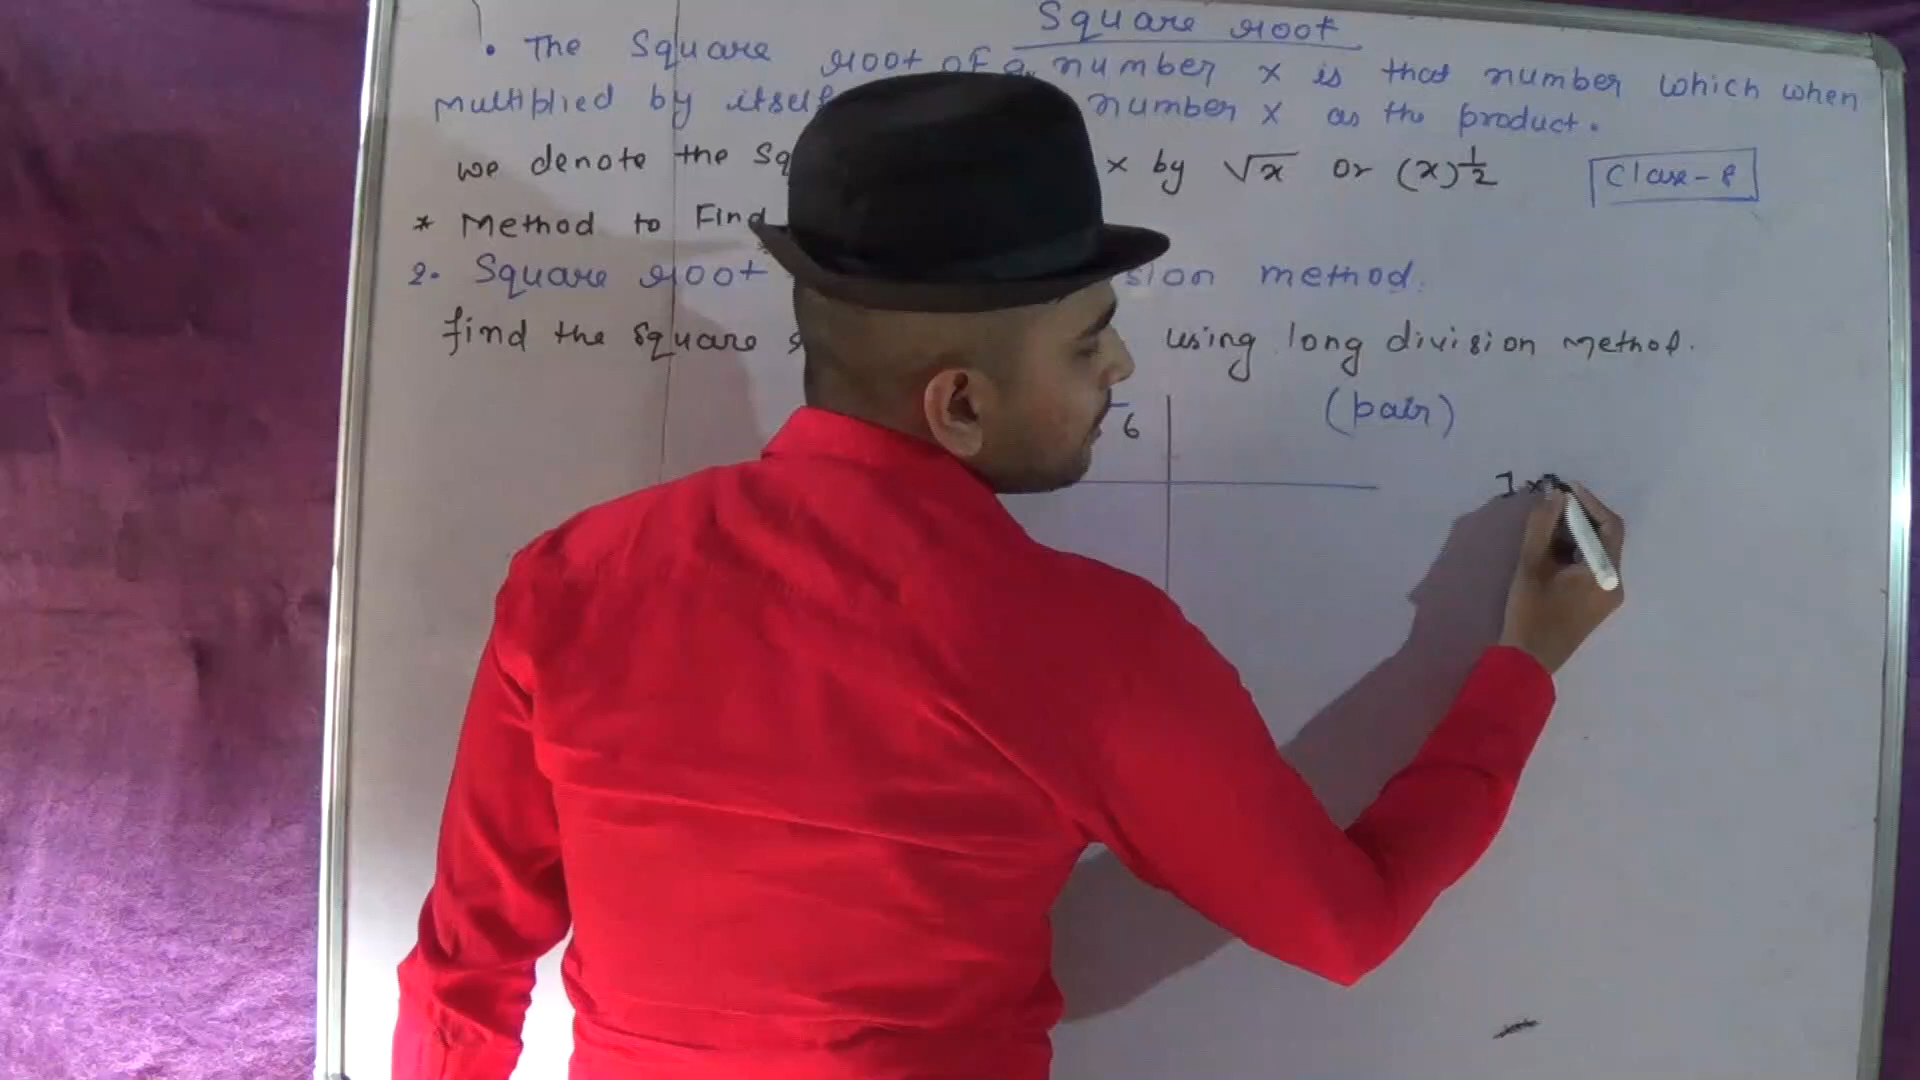 Square root
• The Square root of a number x is that number which when
multiplied by itself number x as the product.
we denote the x by √x or (x)½
Class-8
* Method to Find
2. Square root method.
find the square using long division method.
6
(pair)
1×